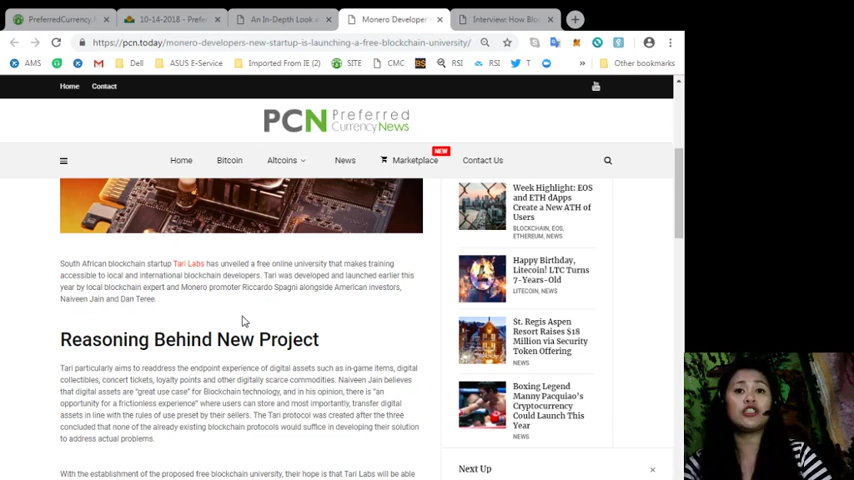 PreferredCurrency
10-14-2018 - Prefer
An In-Depth Look a
Monero Developer'
Interview: How Blo
https://pcn.today/monero-developers-new-startup-is-launching-a-free-blockchain-university/
AMS
Dell
ASUS E-Service
Imported From IE (2)
SITE
CMC
BS
RSI
RSI
T
»
Other bookmarks
Home
Contact
PCN Preferred
Currency News
NEW
Home
Bitcoin
Altcoins
News
Marketplace
Contact Us
South African blockchain startup Tari Labs has unveiled a free online university that makes training
accessible to local and international blockchain developers. Tari was developed and launched earlier this
year by local blockchain expert and Monero promoter Riccardo Spagni alongside American investors,
Naiveen Jain and Dan Teree.
Reasoning Behind New Project
Tari particularly aims to readdress the endpoint experience of digital assets such as in-game items, digital
collectibles, concert tickets, loyalty points and other digitally scarce commodities. Naiveen Jain believes
that digital assets are "great use case" for Blockchain technology, and in his opinion, there is "an
opportunity for a frictionless experience" where users can store and most importantly, transfer digital
assets in line with the rules of use preset by their sellers. The Tari protocol was created after the three
concluded that none of the already existing blockchain protocols would suffice in developing their solution
to address actual problems.
With the establishment of the proposed free blockchain university, their hope is that Tari Labs will be able
Week Highlight: EOS
and ETH dApps
Create a New ATH of
Users
BLOCKCHAIN, EOS,
ETHEREUM, NEWS
Happy Birthday,
Litecoin! LTC Turns
7-Years-Old
LITECOIN, NEWS
St. Regis Aspen
Resort Raises $18
Million via Security
Token Offering
NEWS
Boxing Legend
Manny Pacquiao's
Cryptocurrency
Could Launch This
Year
NEWS
Next Up